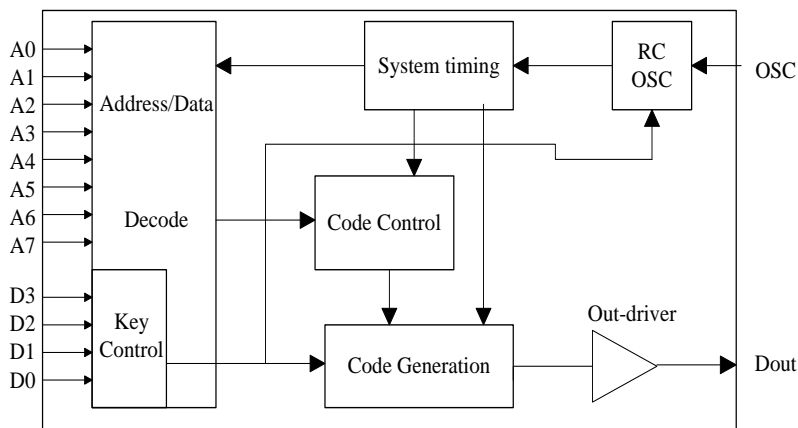 A0
A1
A2
A3
A4
A5
A6
A7
D3
D2
D1
D0
Address/Data
Decode
Key
Control
System timing
RC
OSC
OSC
Code Control
Code Generation
Out-driver
Dout